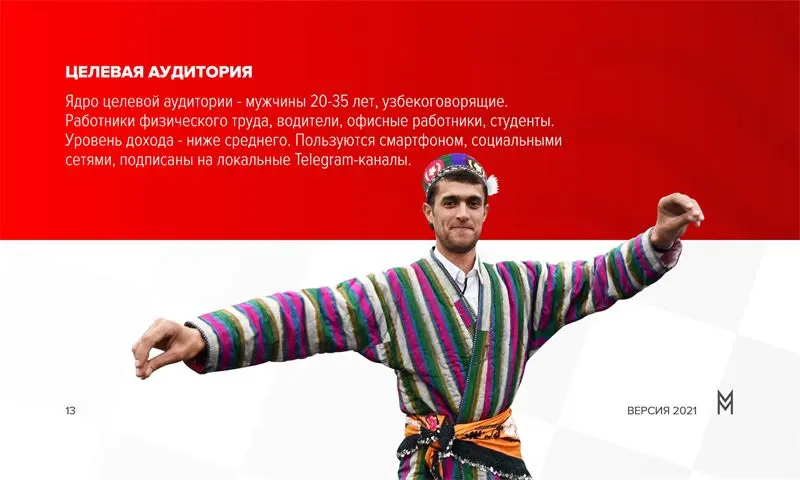 ЦЕЛЕВАЯ АУДИТОРИЯ
Ядро целевой аудитории - мужчины 20-35 лет, узбекоговорящие.
Работники физического труда, водители, офисные работники, студенты.
Уровень дохода - ниже среднего. Пользуются смартфоном, социальными
сетями, подписаны на локальные Telegram-каналы.
13
ВЕРСИЯ 2021